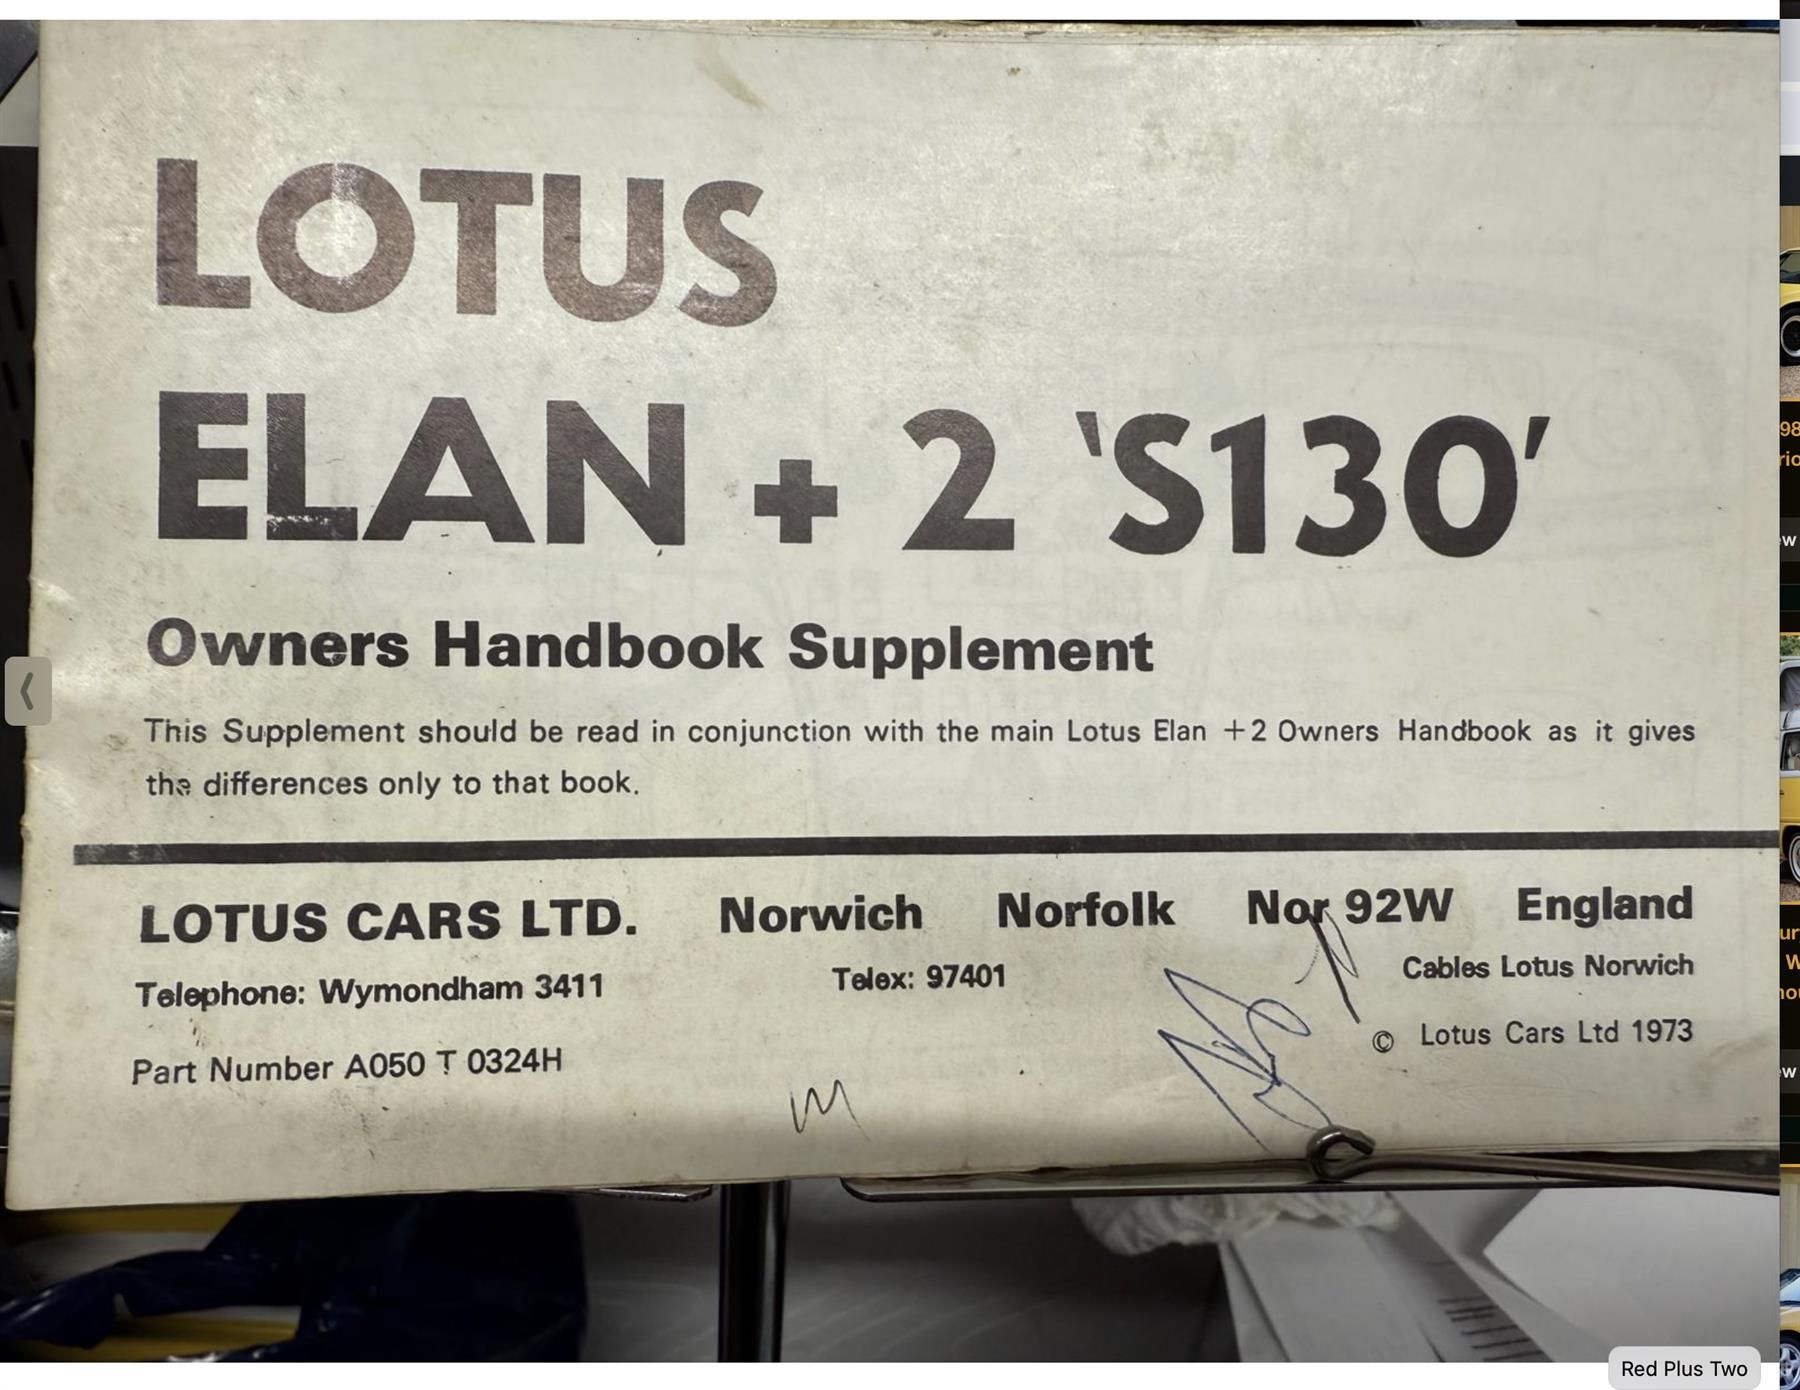 LOTUS
ELAN + 2 'S130'
Owners Handbook Supplement
This Supplement should be read in conjunction with the main Lotus Elan +2 Owners Handbook as it gives
the differences only to that book.
LOTUS CARS LTD. Norwich Norfolk Nor 92W England
Telephone: Wymondham 3411 Telex: 97401 Cables Lotus Norwich
© Lotus Cars Ltd 1973
Part Number A050 T 0324H
Red Plus Two